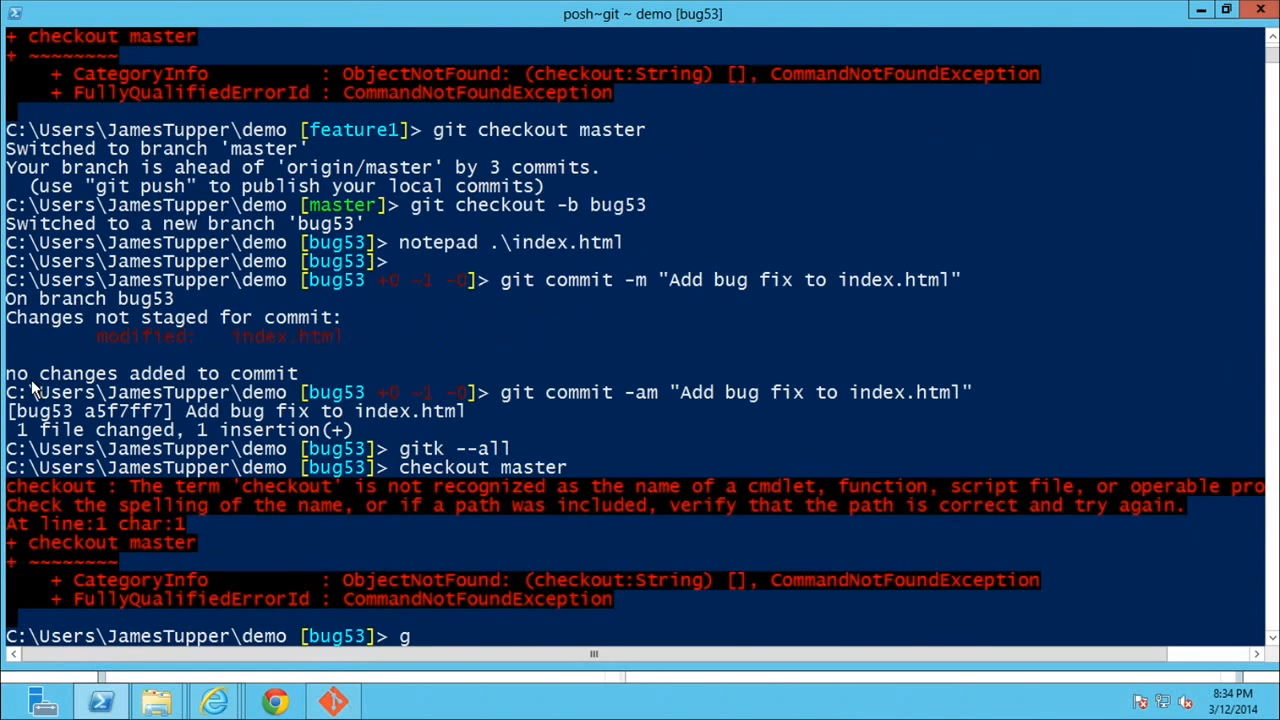 posh~git ~ demo [bug53]
+ checkout master
+ ~~~~~~~~
    + CategoryInfo          : ObjectNotFound: (checkout:String) [], CommandNotFoundException
    + FullyQualifiedErrorId : CommandNotFoundException
C:\Users\JamesTupper\demo [feature1]> git checkout master
Switched to branch 'master'
Your branch is ahead of 'origin/master' by 3 commits.
  (use "git push" to publish your local commits)
C:\Users\JamesTupper\demo [master]> git checkout -b bug53
Switched to a new branch 'bug53'
C:\Users\JamesTupper\demo [bug53]> notepad .\index.html
C:\Users\JamesTupper\demo [bug53]>
C:\Users\JamesTupper\demo [bug53 +0 ~1 -0]> git commit -m "Add bug fix to index.html"
On branch bug53
Changes not staged for commit:
        modified:   index.html
no changes added to commit
C:\Users\JamesTupper\demo [bug53 +0 ~1 -0]> git commit -am "Add bug fix to index.html"
[bug53 a5f7ff7] Add bug fix to index.html
 1 file changed, 1 insertion(+)
C:\Users\JamesTupper\demo [bug53]> gitk --all
C:\Users\JamesTupper\demo [bug53]> checkout master
checkout : The term 'checkout' is not recognized as the name of a cmdlet, function, script file, or operable pro
Check the spelling of the name, or if a path was included, verify that the path is correct and try again.
At line:1 char:1
+ checkout master
+ ~~~~~~~~
    + CategoryInfo          : ObjectNotFound: (checkout:String) [], CommandNotFoundException
    + FullyQualifiedErrorId : CommandNotFoundException
C:\Users\JamesTupper\demo [bug53]> g
8:34 PM
3/12/2014